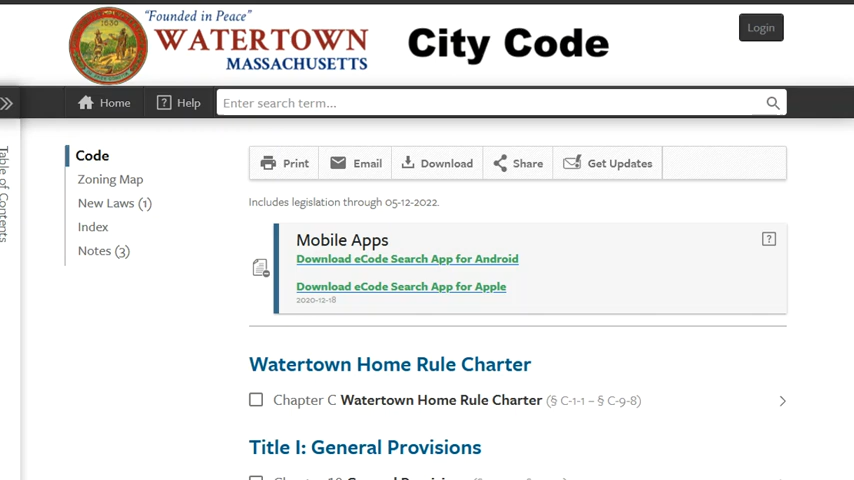 "Founded in Peace"
WATERTOWN
MASSACHUSETTS
1630
City Code
Login
Home
Help
Enter search term...
Table of Contents
Code
Zoning Map
New Laws (1)
Index
Notes (3)
Print
Email
Download
Share
Get Updates
Includes legislation through 05-12-2022.
Mobile Apps
Download eCode Search App for Android
Download eCode Search App for Apple
2020-12-18
Watertown Home Rule Charter
Chapter C Watertown Home Rule Charter (§ C-1-1 – § C-9-8)
Title I: General Provisions